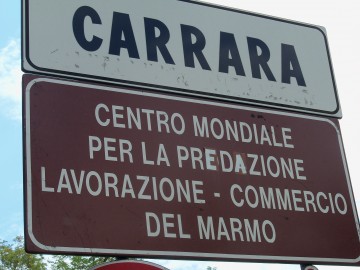 CARRARA
CENTRO MONDIALE
PER LA PREDAZIONE
LAVORAZIONE - COMMERCIO
DEL MARMO